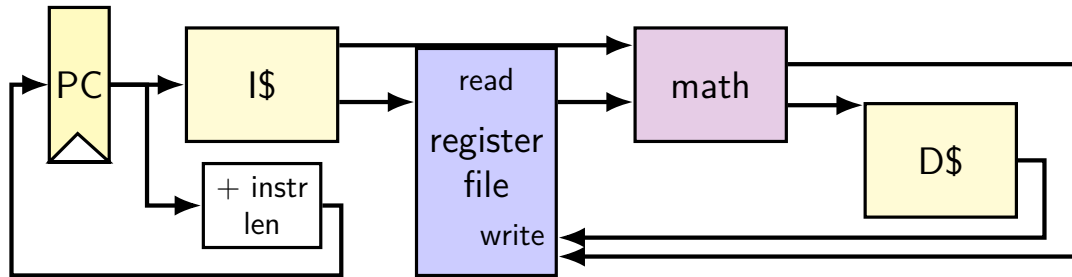 PC
I$
+ instr
len
read
register
file
write
math
D$